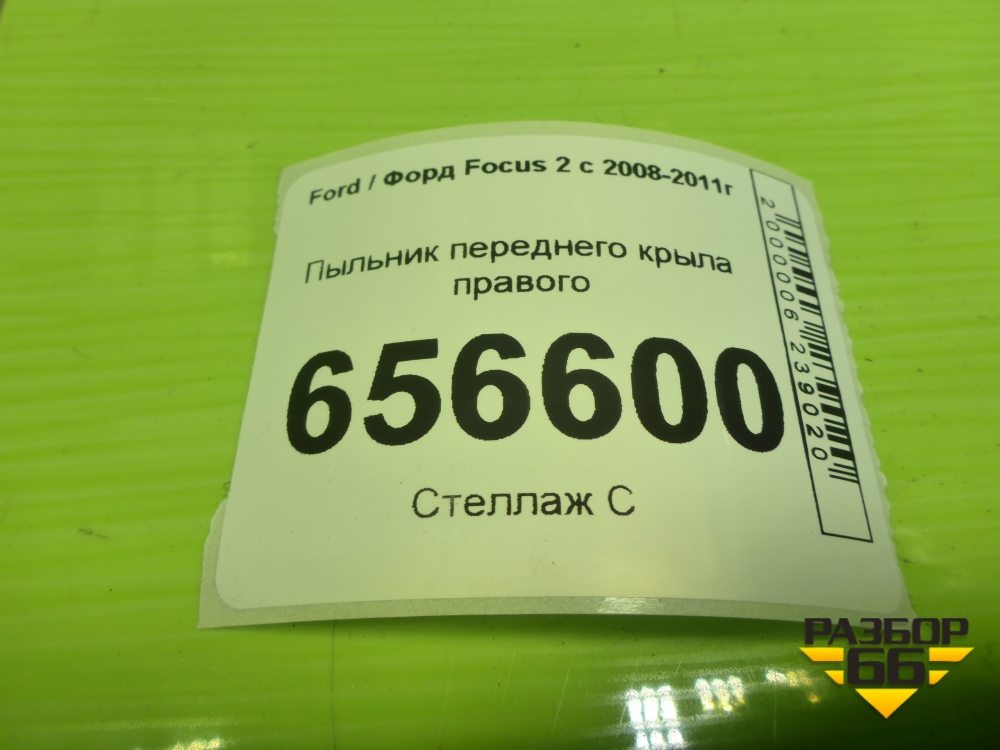 Ford / Форд Focus 2 с 2008-2011г
Пыльник переднего крыла
правого
656600
Стеллаж С
2000006239020
РАЗБОР
66